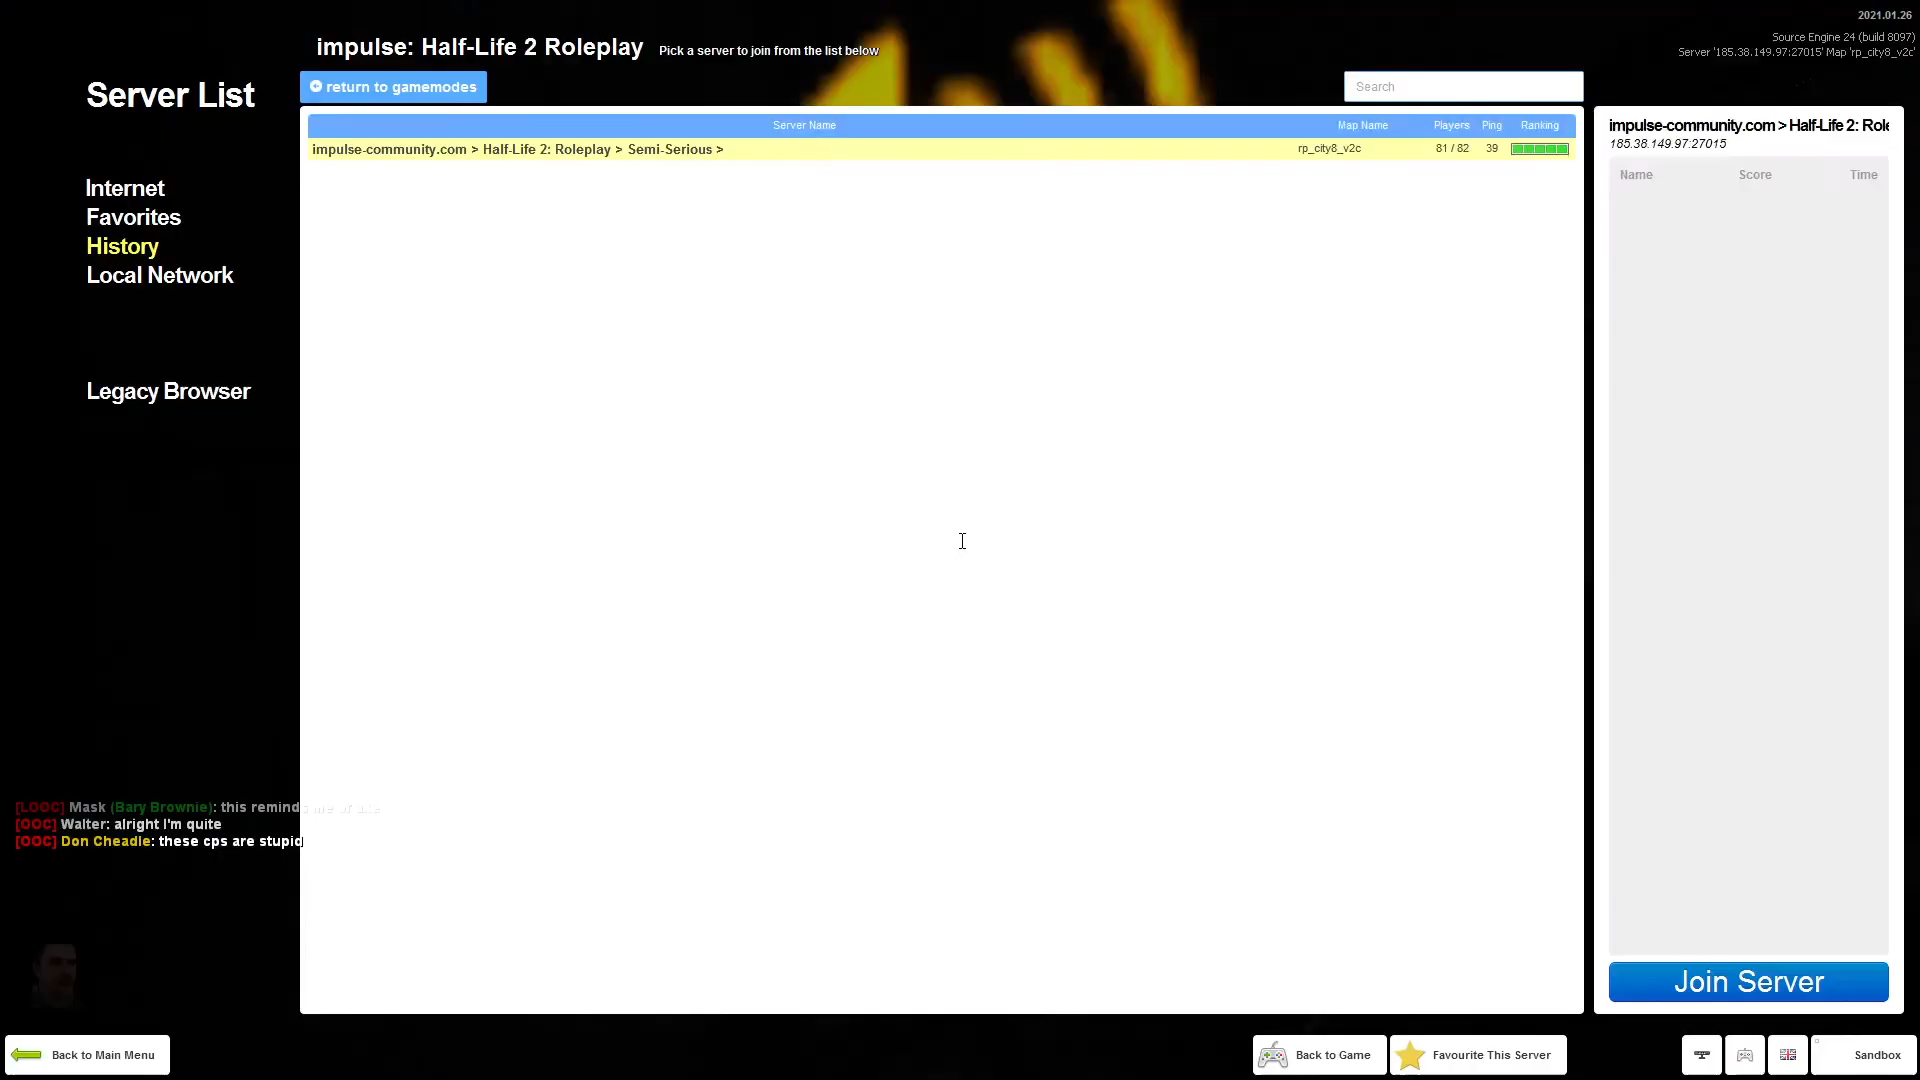 2021.01.26
Source Engine 24 (build 8097)
Server '185.38.149.97:27015' Map 'rp_city8_v2c'
impulse: Half-Life 2 Roleplay Pick a server to join from the list below
Server List
return to gamemodes
Search
Server Name Map Name Players Ping Ranking
impulse-community.com > Half-Life 2: Roleplay > Semi-Serious > rp_city8_v2c 81 / 82 39
impulse-community.com > Half-Life 2: Role
185.38.149.97:27015
Name Score Time
Internet
Favorites
History
Local Network
Legacy Browser
[LOOC] Mask (Bary Brownie): this reminds me of
[OOC] Walter: alright I'm quite
[OOC] Don Cheadle: these cps are stupid
Join Server
Back to Main Menu
Back to Game
Favourite This Server
Sandbox